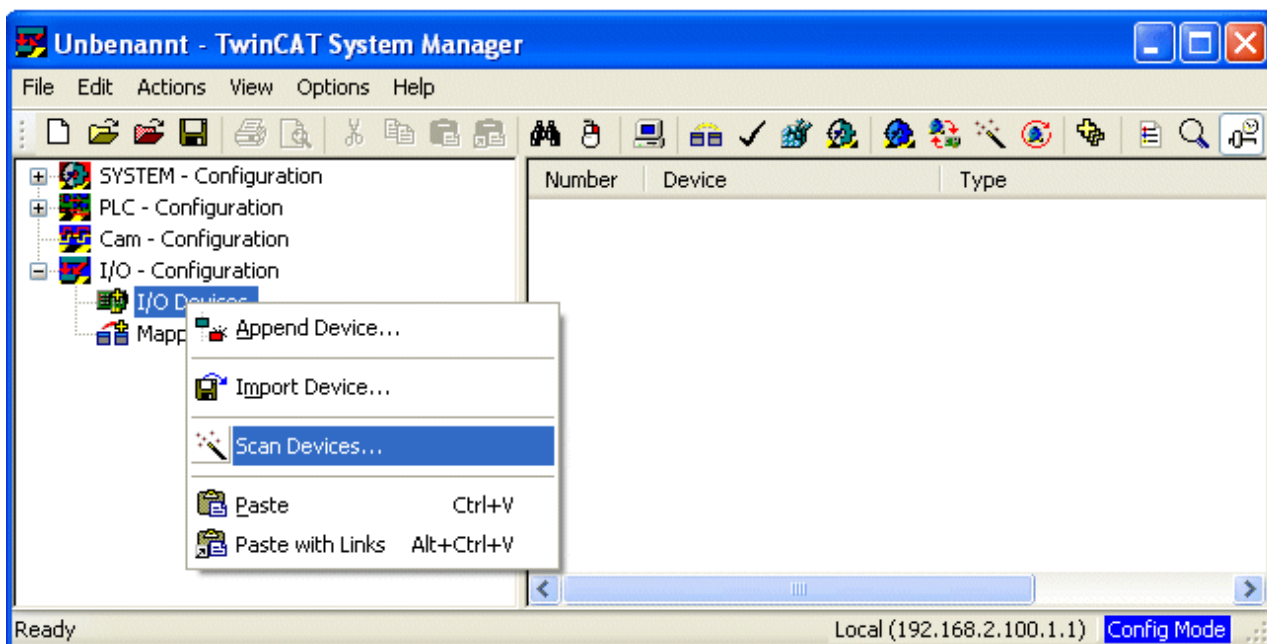 Unbenannt - TwinCAT System Manager
File Edit Actions View Options Help
SYSTEM - Configuration
PLC - Configuration
Cam - Configuration
I/O - Configuration
I/O Devices
Mapp
Append Device...
Import Device...
Scan Devices...
Paste Ctrl+V
Paste with Links Alt+Ctrl+V
Number Device Type
Ready Local (192.168.2.100.1.1) Config Mode